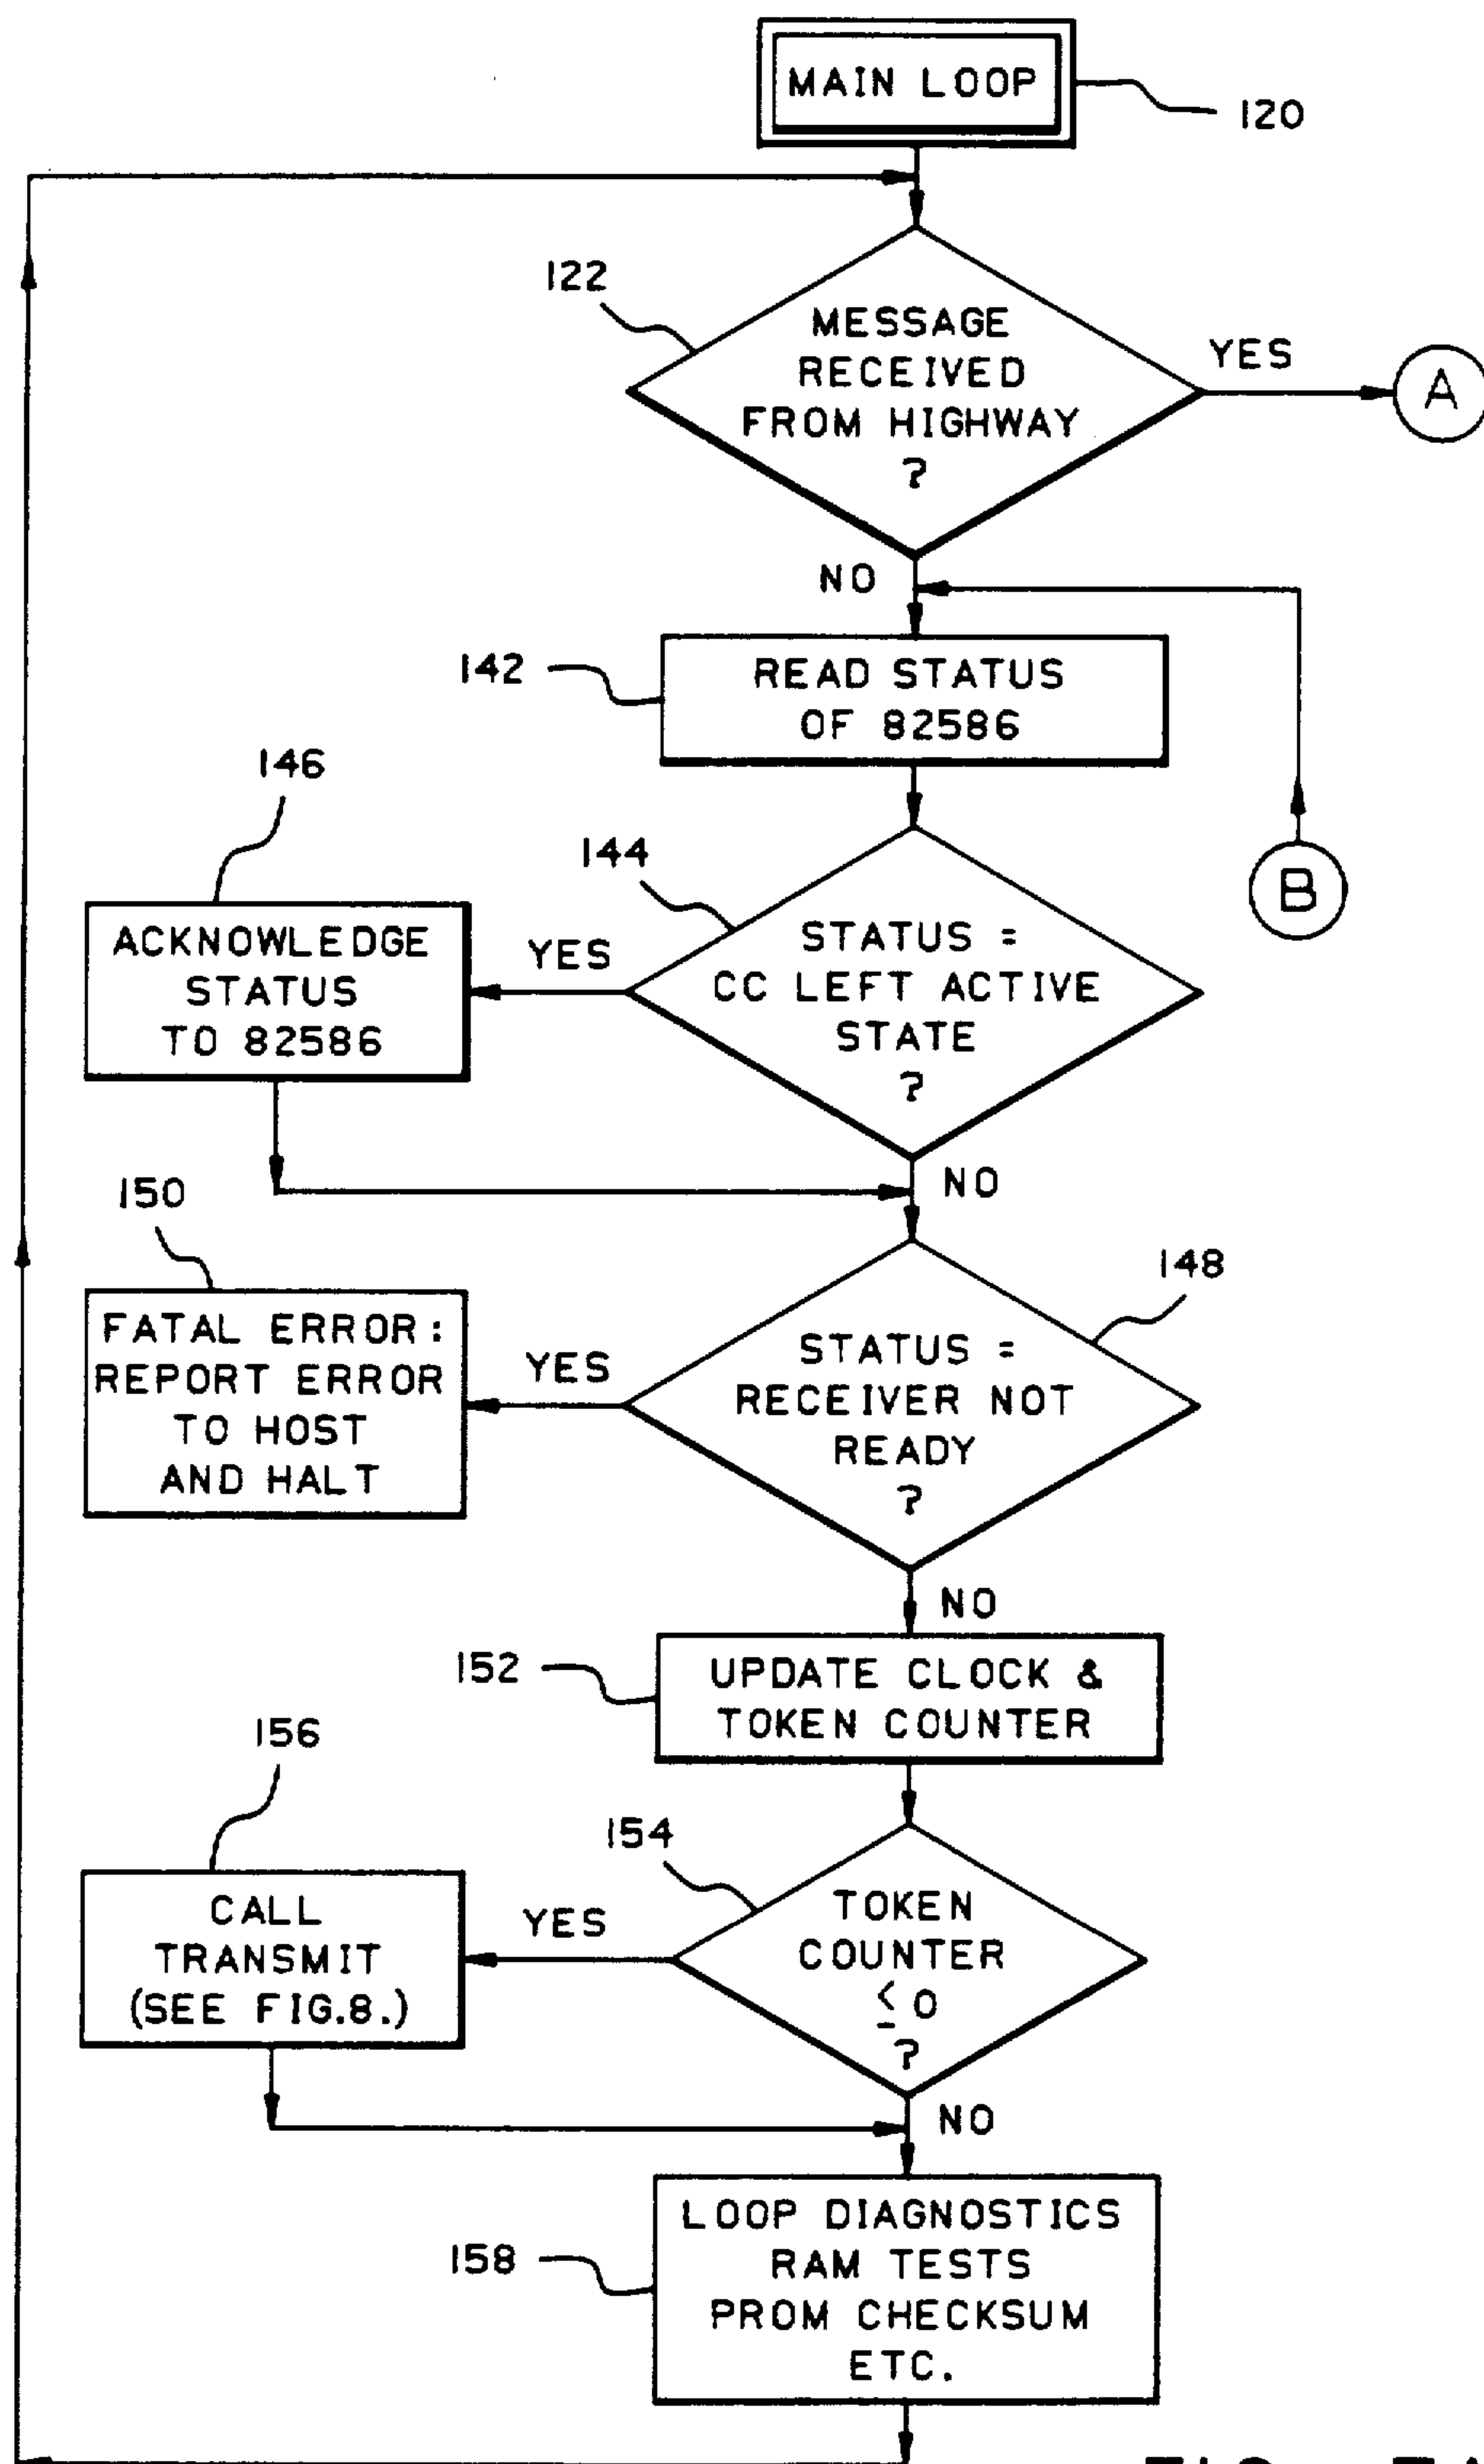 MAIN LOOP
120
122
MESSAGE
RECEIVED
FROM HIGHWAY
?
YES
A
NO
142
READ STATUS
OF 82586
146
144
B
ACKNOWLEDGE
STATUS
TO 82586
YES
STATUS =
CC LEFT ACTIVE
STATE
?
NO
150
148
FATAL ERROR:
REPORT ERROR
TO HOST
AND HALT
YES
STATUS =
RECEIVER NOT
READY
?
NO
152
UPDATE CLOCK &
TOKEN COUNTER
156
154
CALL
TRANSMIT
(SEE FIG.8.)
YES
TOKEN
COUNTER
≤ 0
?
NO
158
LOOP DIAGNOSTICS
RAM TESTS
PROM CHECKSUM
ETC.